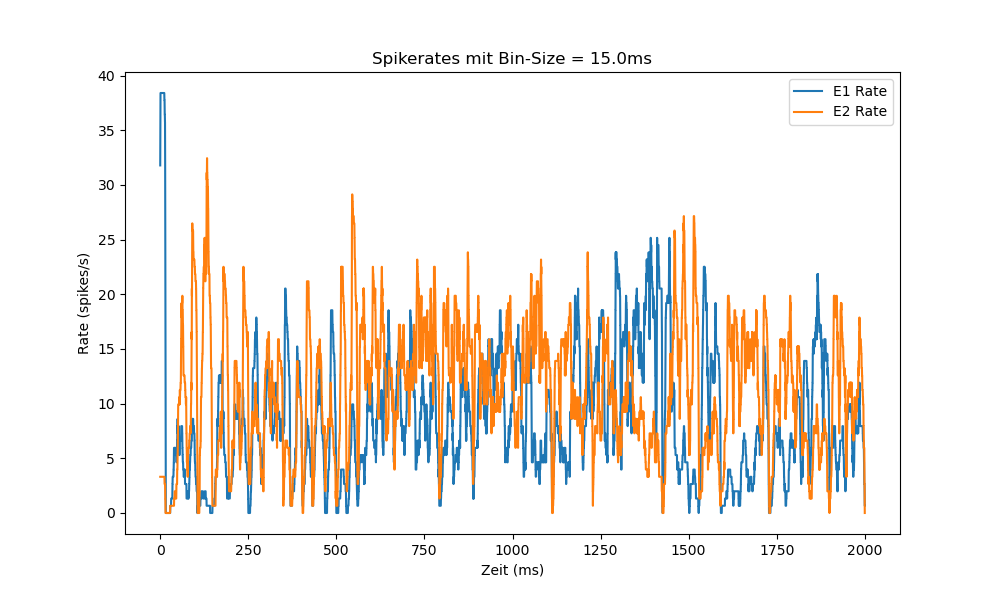 Spikerates mit Bin-Size = 15.0ms
E1 Rate
E2 Rate
Rate (spikes/s)
40
35
30
25
20
15
10
5
0
0 250 500 750 1000 1250 1500 1750 2000
Zeit (ms)